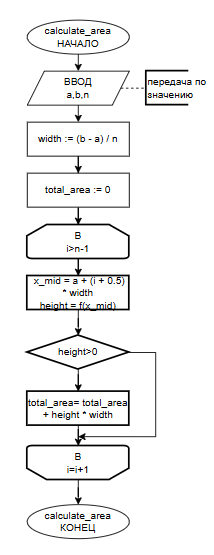 calculate_area
НАЧАЛО
ВВОД
a,b,n
передача по
значению
width := (b - a) / n
total_area := 0
B
i>n-1
x_mid = a + (i + 0.5)
* width
height = f(x_mid)
height>0
total_area= total_area
+ height * width
B
i=i+1
calculate_area
КОНЕЦ